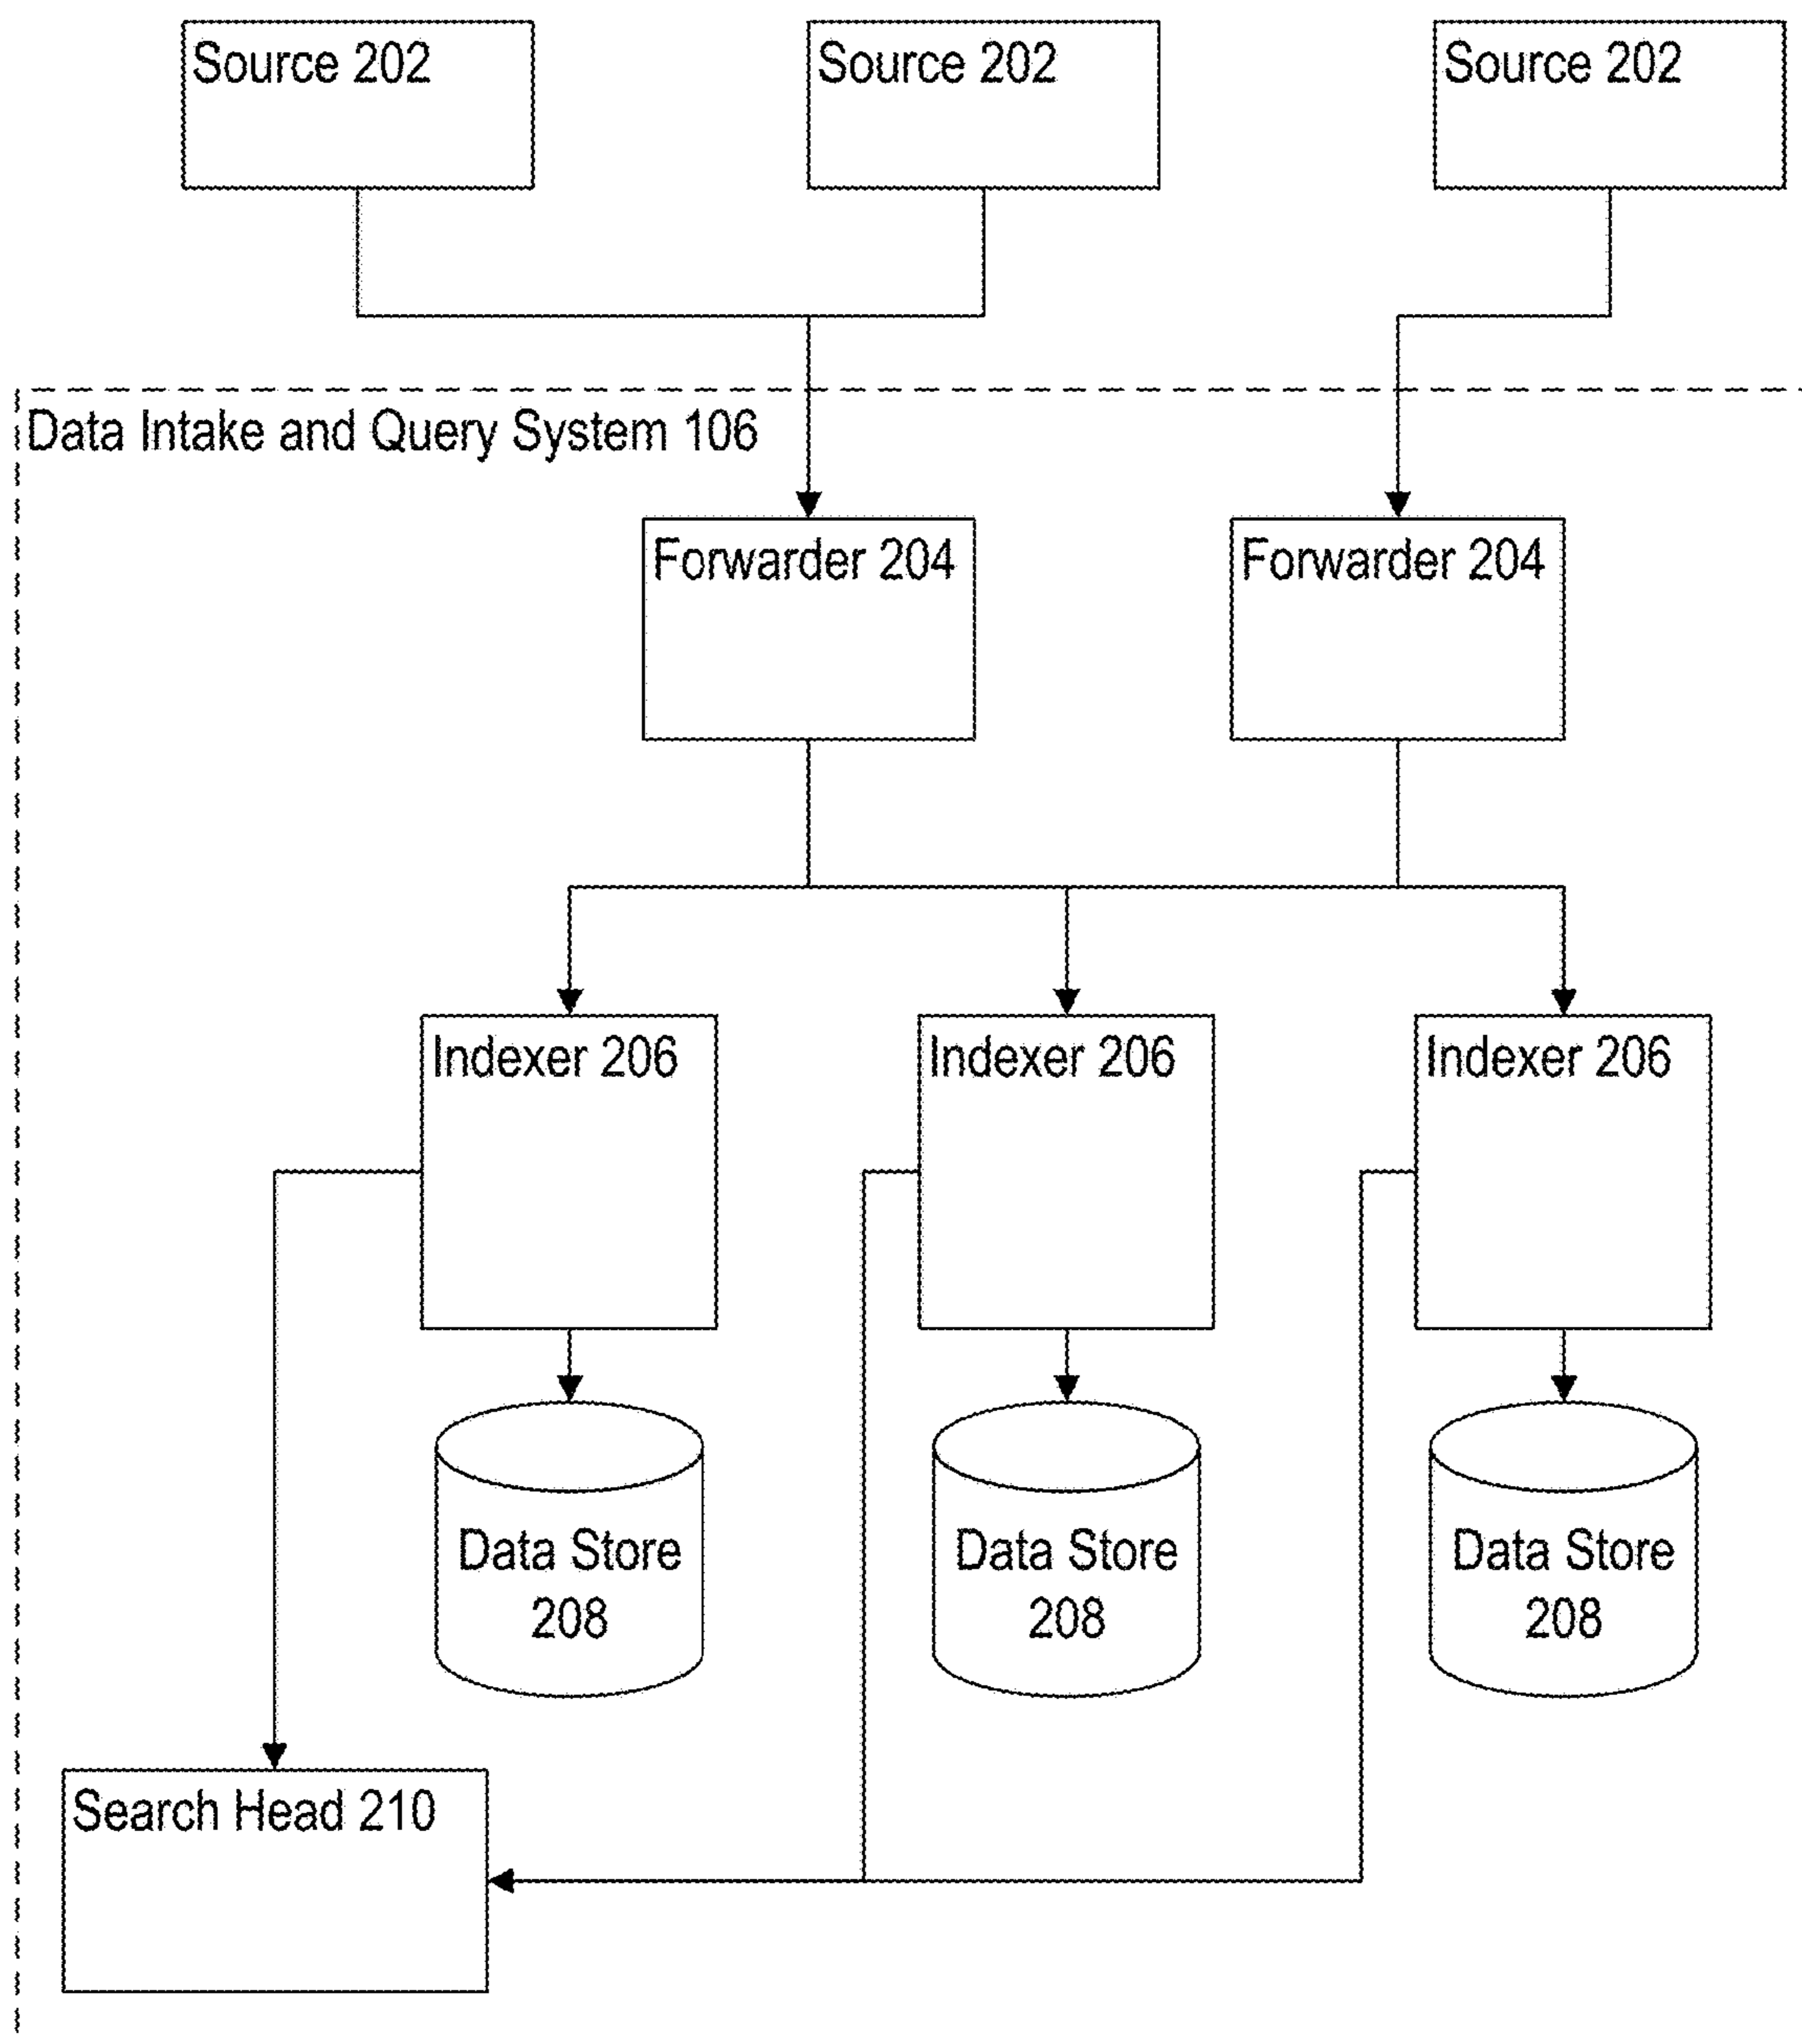 Source 202
Source 202
Source 202
Data Intake and Query System 106
Forwarder 204
Forwarder 204
Indexer 206
Indexer 206
Indexer 206
Data Store
208
Data Store
208
Data Store
208
Search Head 210